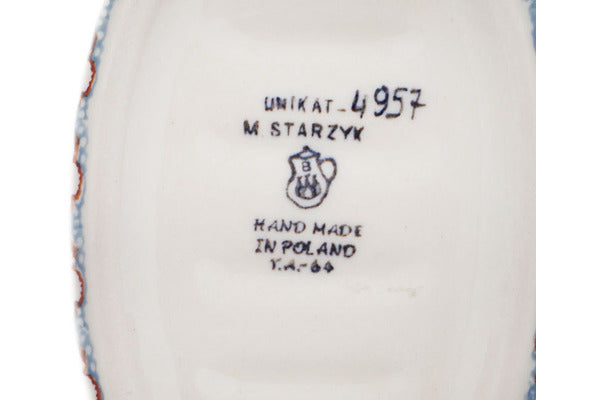 UNIKAT-4957
M STARZYK
B
HAND MADE
IN POLAND
T.A.-64